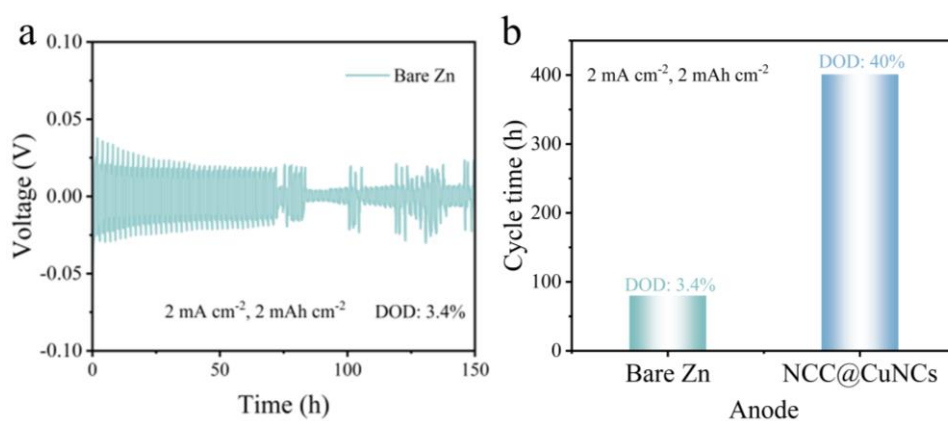 a
0.10
0.05
0.00
-0.05
-0.10
Voltage (V)
Bare Zn
2 mA cm⁻², 2 mAh cm⁻² DOD: 3.4%
0 50 100 150
Time (h)
b
400
300
200
100
0
Cycle time (h)
2 mA cm⁻², 2 mAh cm⁻²
DOD: 40%
DOD: 3.4%
Bare Zn NCC@CuNCs
Anode